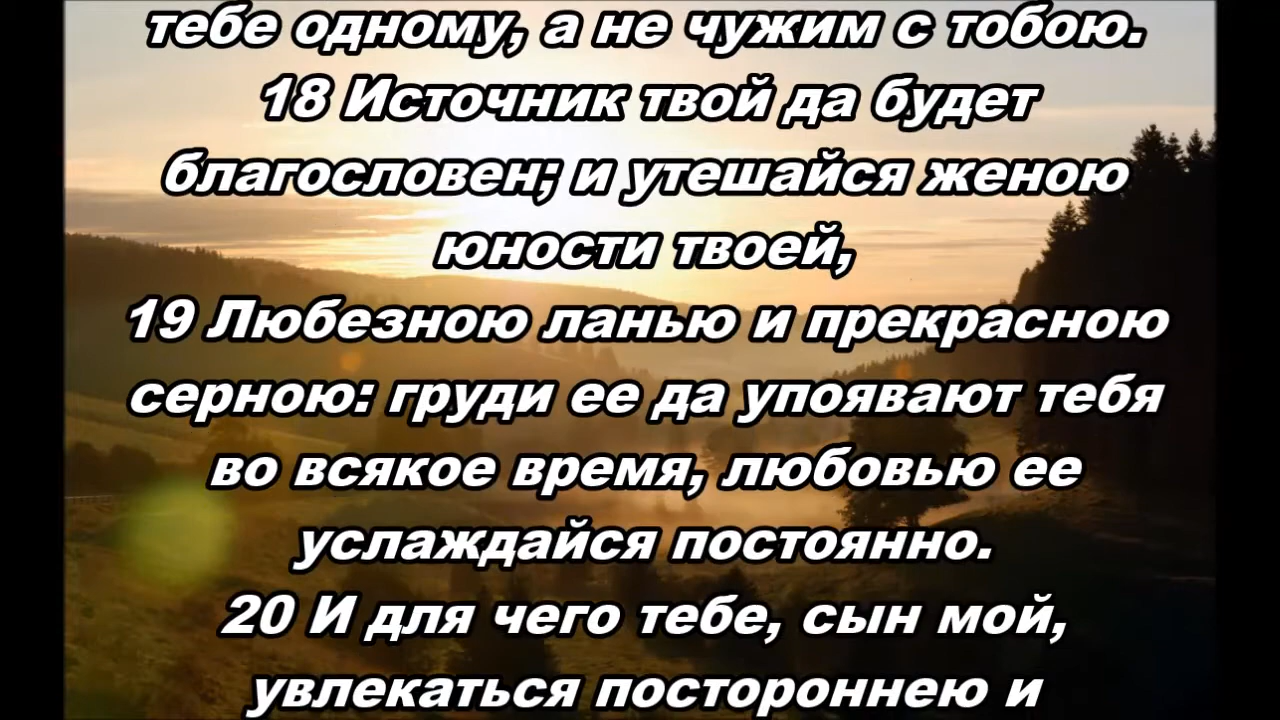 тебе одному, а не чужим с тобою.
18 Источник твой да будет
благословен; и утешайся женою
юности твоей,
19 Любезною ланью и прекрасною
серною: груди ее да упоявают тебя
во всякое время, любовью ее
услаждайся постоянно.
20 И для чего тебе, сын мой,
увлекаться постороннею и